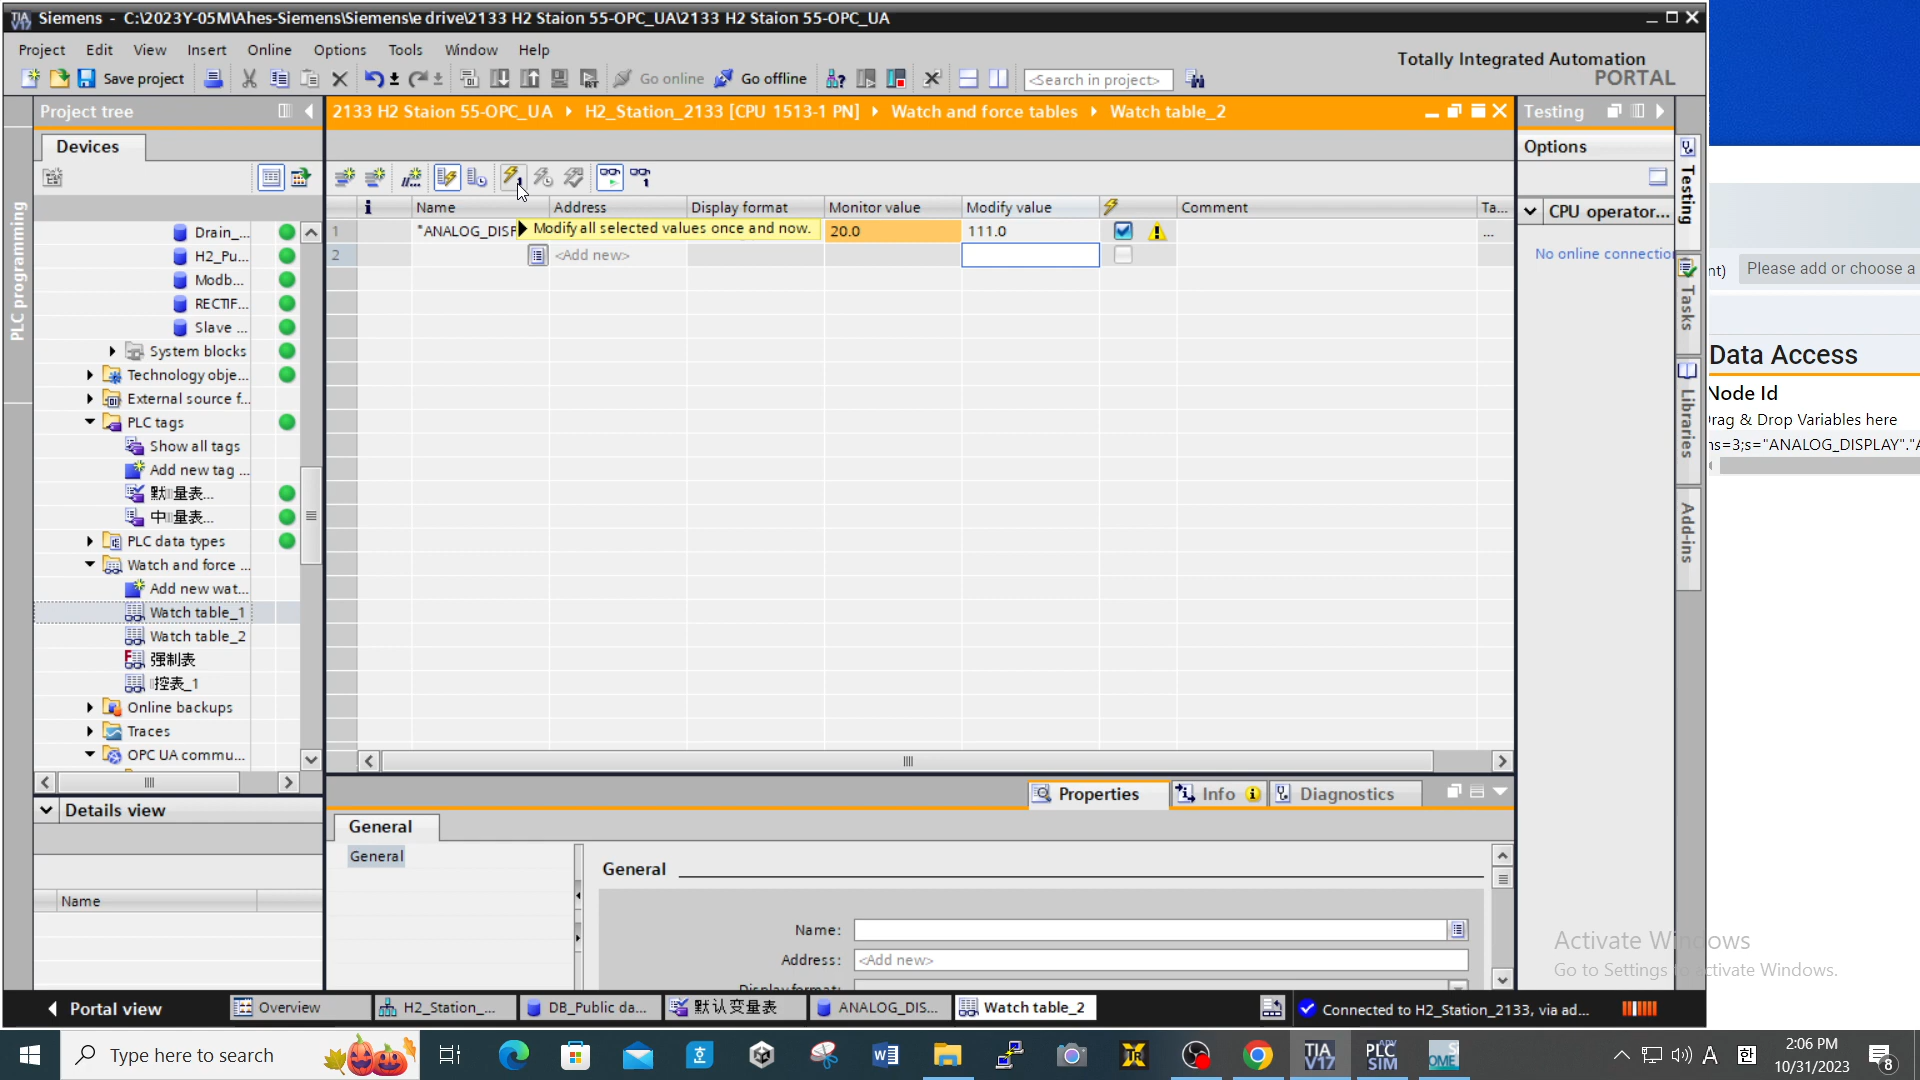 Siemens - C:\2023Y-05M\Ahes-Siemens\Siemens\e drive\2133 H2 Staion 55-OPC_UA\2133 H2 Staion 55-OPC_UA
Project Edit View Insert Online Options Tools Window Help
Totally Integrated Automation
PORTAL
Save project
Go online
Go offline
<Search in project>
Project tree
2133 H2 Staion 55-OPC_UA
H2_Station_2133 [CPU 1513-1 PN]
Watch and force tables
Watch table_2
Testing
Devices
Options
PLC programming
i Name Address Display format Monitor value Modify value Comment Ta...
1 "ANALOG_DISP
Modify all selected values once and now.
20.0 111.0 ...
2 <Add new>
Drain_...
H2_Pu...
Modb...
RECTIF...
Slave ...
System blocks
Technology obje...
External source f...
PLC tags
Show all tags
Add new tag ...
中量表...
PLC data types
Watch and force ...
Add new wat...
Watch table_1
Watch table_2
强制表
控表_1
Online backups
Traces
OPC UA commu...
CPU operator...
No online connection
Testing
Tasks
Libraries
Add-ins
nt) Please add or choose a
Data Access
Node Id
Drag & Drop Variables here
ns=3;s="ANALOG_DISPLAY"."A
Details view
Name
Properties
Info
Diagnostics
General
General
General
Name:
Address: <Add new>
Display format:
Activate Windows
Go to Settings to activate Windows.
Portal view
Overview
H2_Station_...
DB_Public da...
默认变量表
ANALOG_DIS...
Watch table_2
Connected to H2_Station_2133, via ad...
Type here to search
TIA
V17
PLC
SIM
A
한
2:06 PM
10/31/2023
8